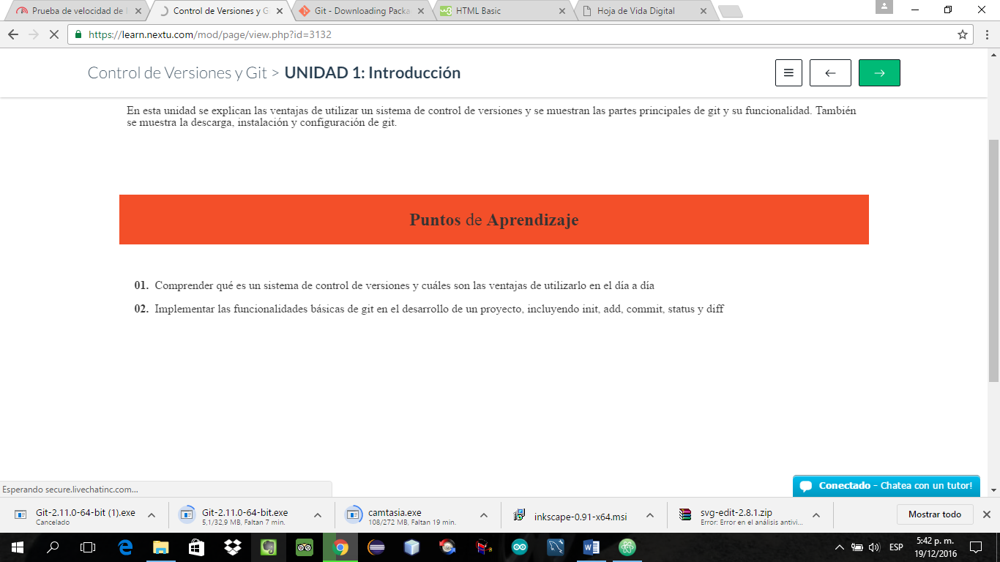 Prueba de velocidad de
Control de Versiones y G
Git - Downloading Packa
HTML Basic
Hoja de Vida Digital
https://learn.nextu.com/mod/page/view.php?id=3132
Control de Versiones y Git > UNIDAD 1: Introducción
En esta unidad se explican las ventajas de utilizar un sistema de control de versiones y se muestran las partes principales de git y su funcionalidad. También
se muestra la descarga, instalación y configuración de git.
Puntos de Aprendizaje
01. Comprender qué es un sistema de control de versiones y cuáles son las ventajas de utilizarlo en el día a día
02. Implementar las funcionalidades básicas de git en el desarrollo de un proyecto, incluyendo init, add, commit, status y diff
Esperando secure.livechatinc.com...
Conectado - Chatea con un tutor!
Git-2.11.0-64-bit (1).exe
Cancelado
Git-2.11.0-64-bit.exe
5,1/32,9 MB, Faltan 7 min.
camtasia.exe
108/272 MB, Faltan 19 min.
inkscape-0.91-x64.msi
svg-edit-2.8.1.zip
Error: Error en el análisis antivi...
Mostrar todo
ESP
5:42 p. m.
19/12/2016